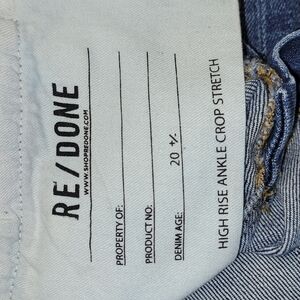 RE/DONE
WWW.SHOPREDONE.COM
PROPERTY OF:
PRODUCT NO:
DENIM AGE: 20 +/-
HIGH RISE ANKLE CROP STRETCH